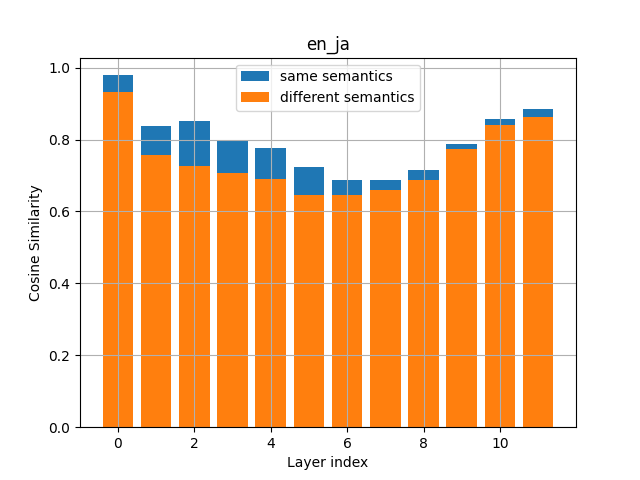 en_ja
same semantics
different semantics
Cosine Similarity
1.0
0.8
0.6
0.4
0.2
0.0
0 2 4 6 8 10
Layer index